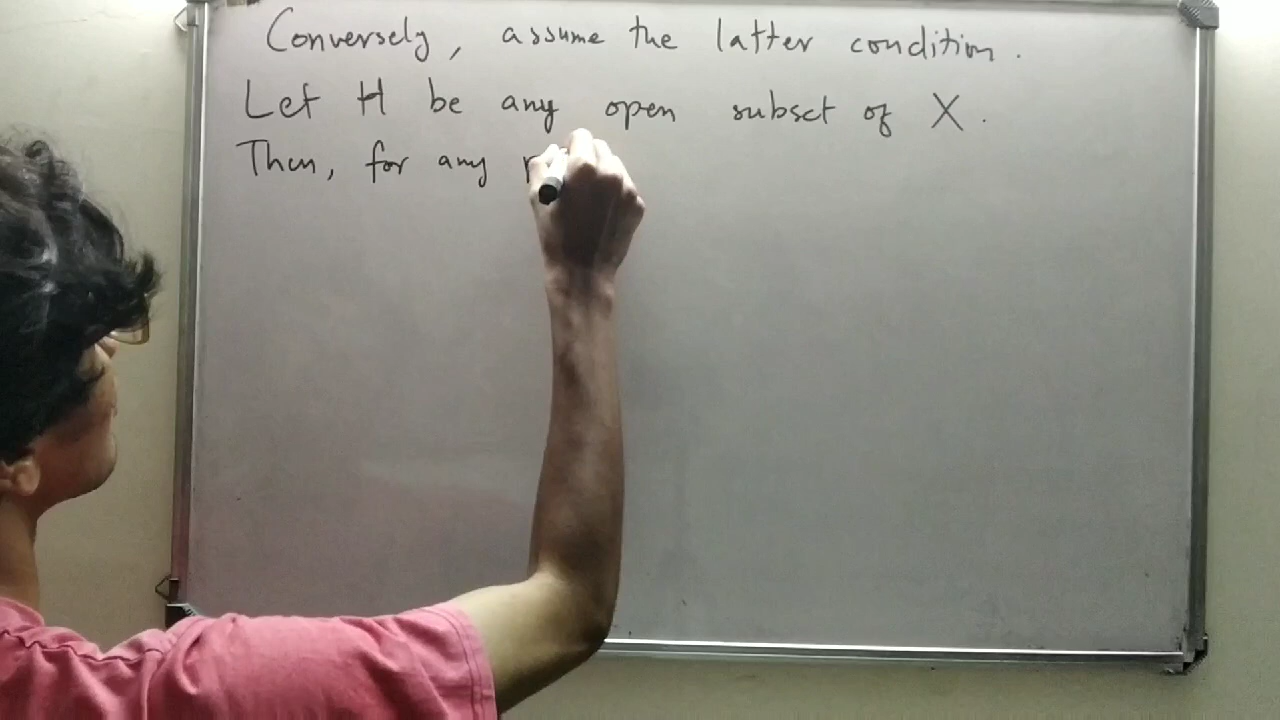 Conversely, assume the latter condition.
Let H be any open subset of X.
Then, for any